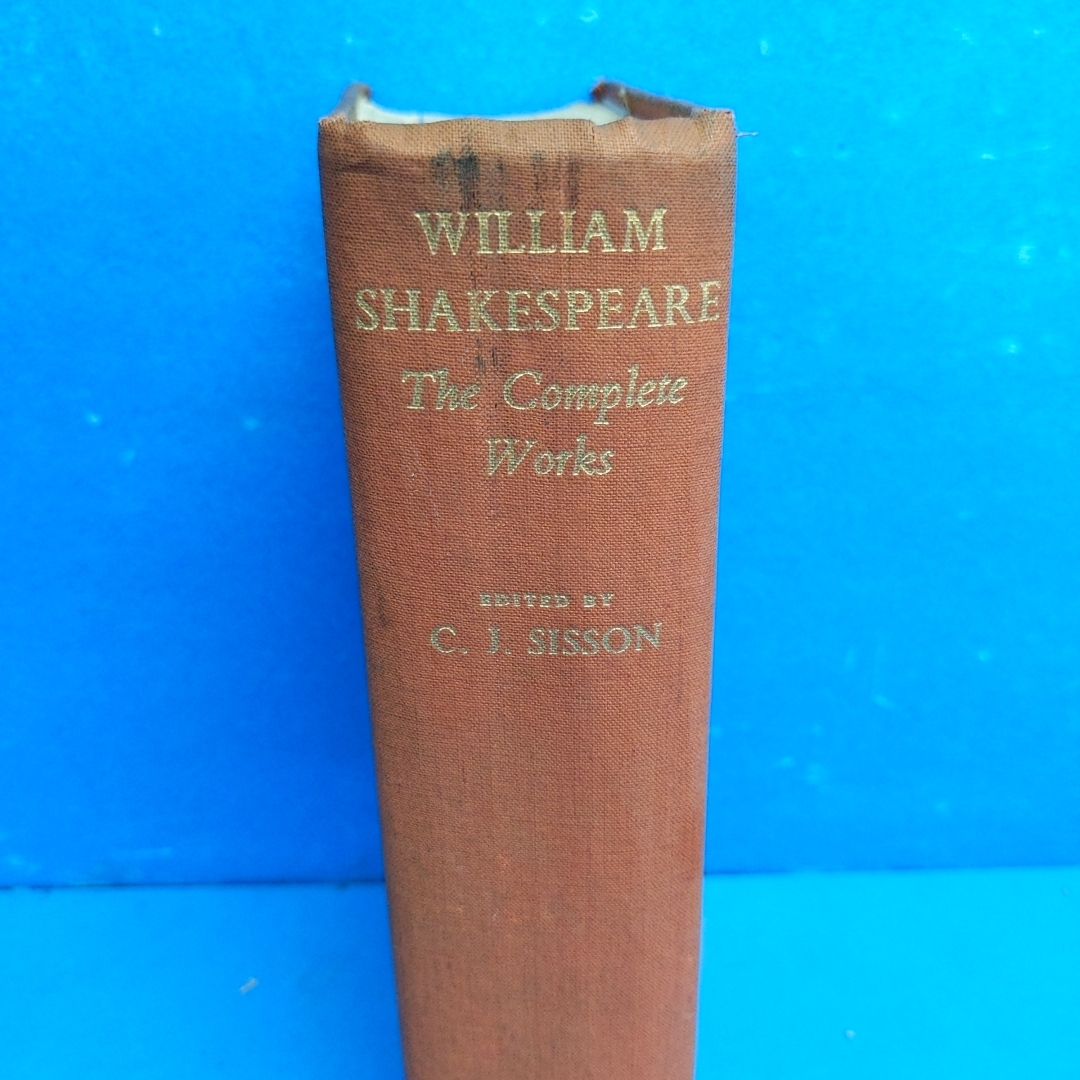 WILLIAM
SHAKESPEARE
The Complete
Works
EDITED BY
C. J. SISSON